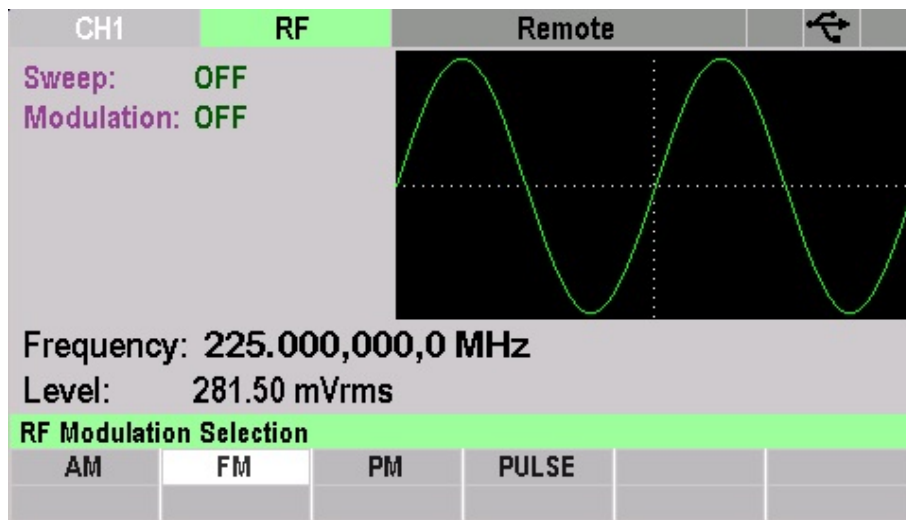 CH1 RF Remote
Sweep: OFF
Modulation: OFF
Frequency: 225.000,000,0 MHz
Level: 281.50 mVrms
RF Modulation Selection
AM FM PM PULSE